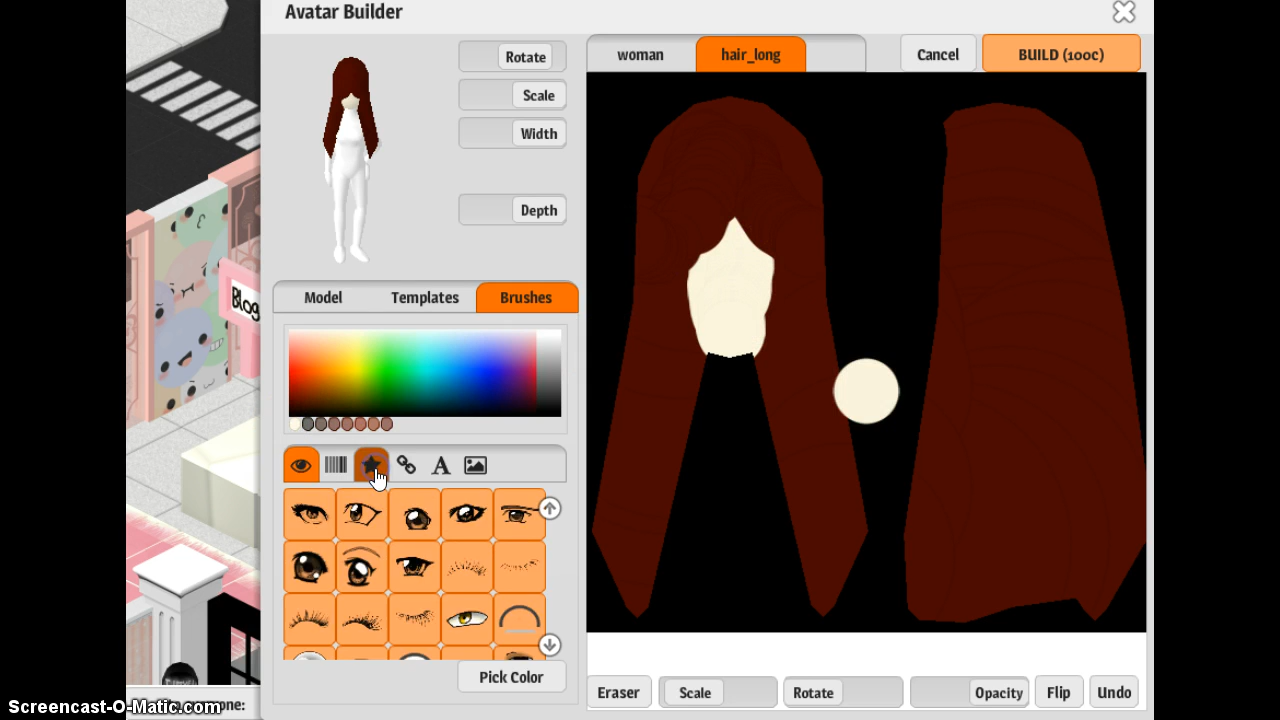 Avatar Builder
Rotate
Scale
Width
Depth
woman
hair_long
Cancel
BUILD (100c)
Model
Templates
Brushes
Blog
A
Pick Color
Eraser
Scale
Rotate
Opacity
Flip
Undo
one:
Screencast-O-Matic.com